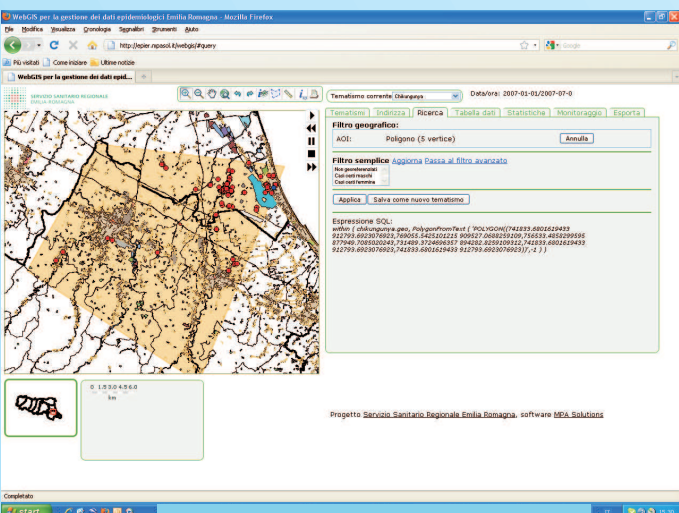 WebGIS per la gestione dei dati epidemiologici Emilia Romagna - Mozilla Firefox
File Modifica Visualizza Cronologia Segnalibri Strumenti Aiuto
http://epier.mpasol.it/webgis/#query
Google
Più visitati Come iniziare Ultime notizie
WebGIS per la gestione dei dati epid...
SERVIZIO SANITARIO REGIONALE
EMILIA-ROMAGNA
Tematismo corrente Chikungunya Data/ora: 2007-01-01/2007-07-0
Tematismi Indirizza Ricerca Tabella dati Statistiche Monitoraggio Esporta
Filtro geografico:
AOI: Poligono (5 vertice) Annulla
Filtro semplice Aggiorna Passa al filtro avanzato
Non georeferenziati
Casi certi maschi
Casi certi femmine
Applica Salva come nuovo tematismo
Espressione SQL:
within ( chikungunya.geo, PolygonFromText ( 'POLYGON((741833.6801619433
912793.6923076923,769055.5425101215 909527.0688259109,756533.4858299595
877949.7085020243,731489.3724696357 894282.8259109312,741833.6801619433
912793.6923076923,741833.6801619433 912793.6923076923))',-1 ) )
0 1.5 3.0 4.5 6.0
km
Progetto Servizio Sanitario Regionale Emilia Romagna, software MPA Solutions
Completato
start
IT 15.30